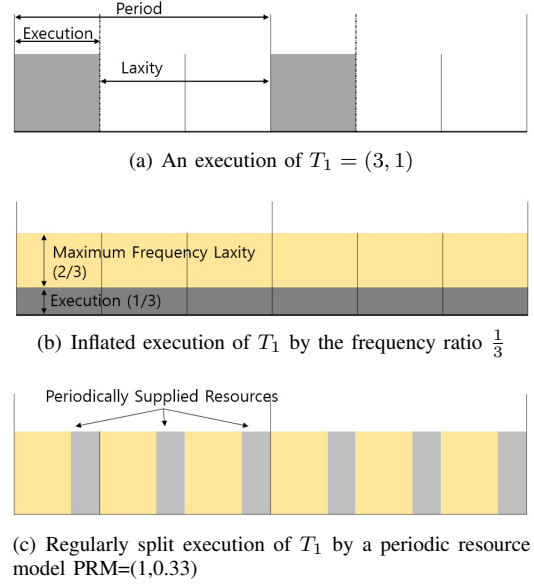 Period
Execution
Laxity
(a) An execution of T₁ = (3, 1)
Maximum Frequency Laxity
(2/3)
Execution (1/3)
(b) Inflated execution of T₁ by the frequency ratio 1/3
Periodically Supplied Resources
(c) Regularly split execution of T₁ by a periodic resource
model PRM=(1,0.33)